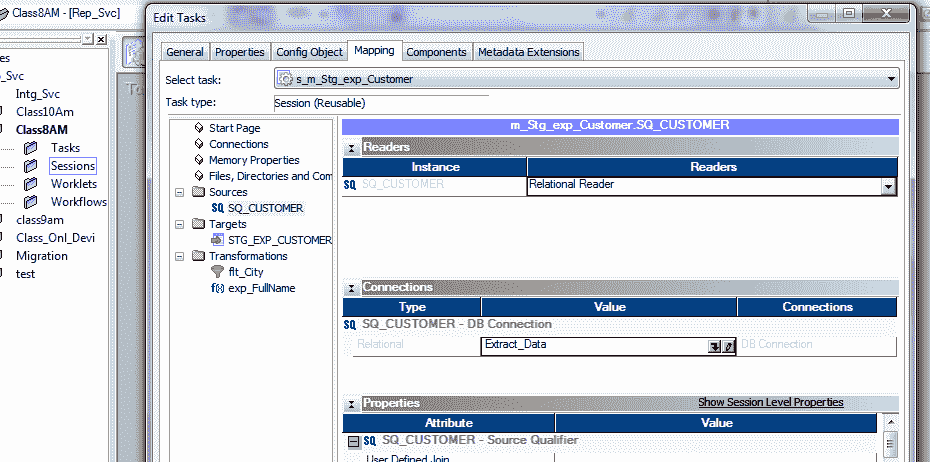 Class8AM - [Rep_Svc]
Edit Tasks
General Properties Config Object Mapping Components Metadata Extensions
Select task: s_m_Stg_exp_Customer
Task type: Session (Reusable)
es
_Svc
Intg_Svc
Class10Am
Class8AM
Tasks
Sessions
Worklets
Workflows
class9am
Class_Onl_Devi
Migration
test
Start Page
Connections
Memory Properties
Files, Directories and Com
Sources
SQ_CUSTOMER
Targets
STG_EXP_CUSTOMER
Transformations
flt_City
exp_FullName
m_Stg_exp_Customer.SQ_CUSTOMER
Readers
Instance Readers
SQ_CUSTOMER Relational Reader
Connections
Type Value Connections
SQ_CUSTOMER - DB Connection
Relational Extract_Data DB Connection
Properties Show Session Level Properties
Attribute Value
SQ_CUSTOMER - Source Qualifier
User Defined Join